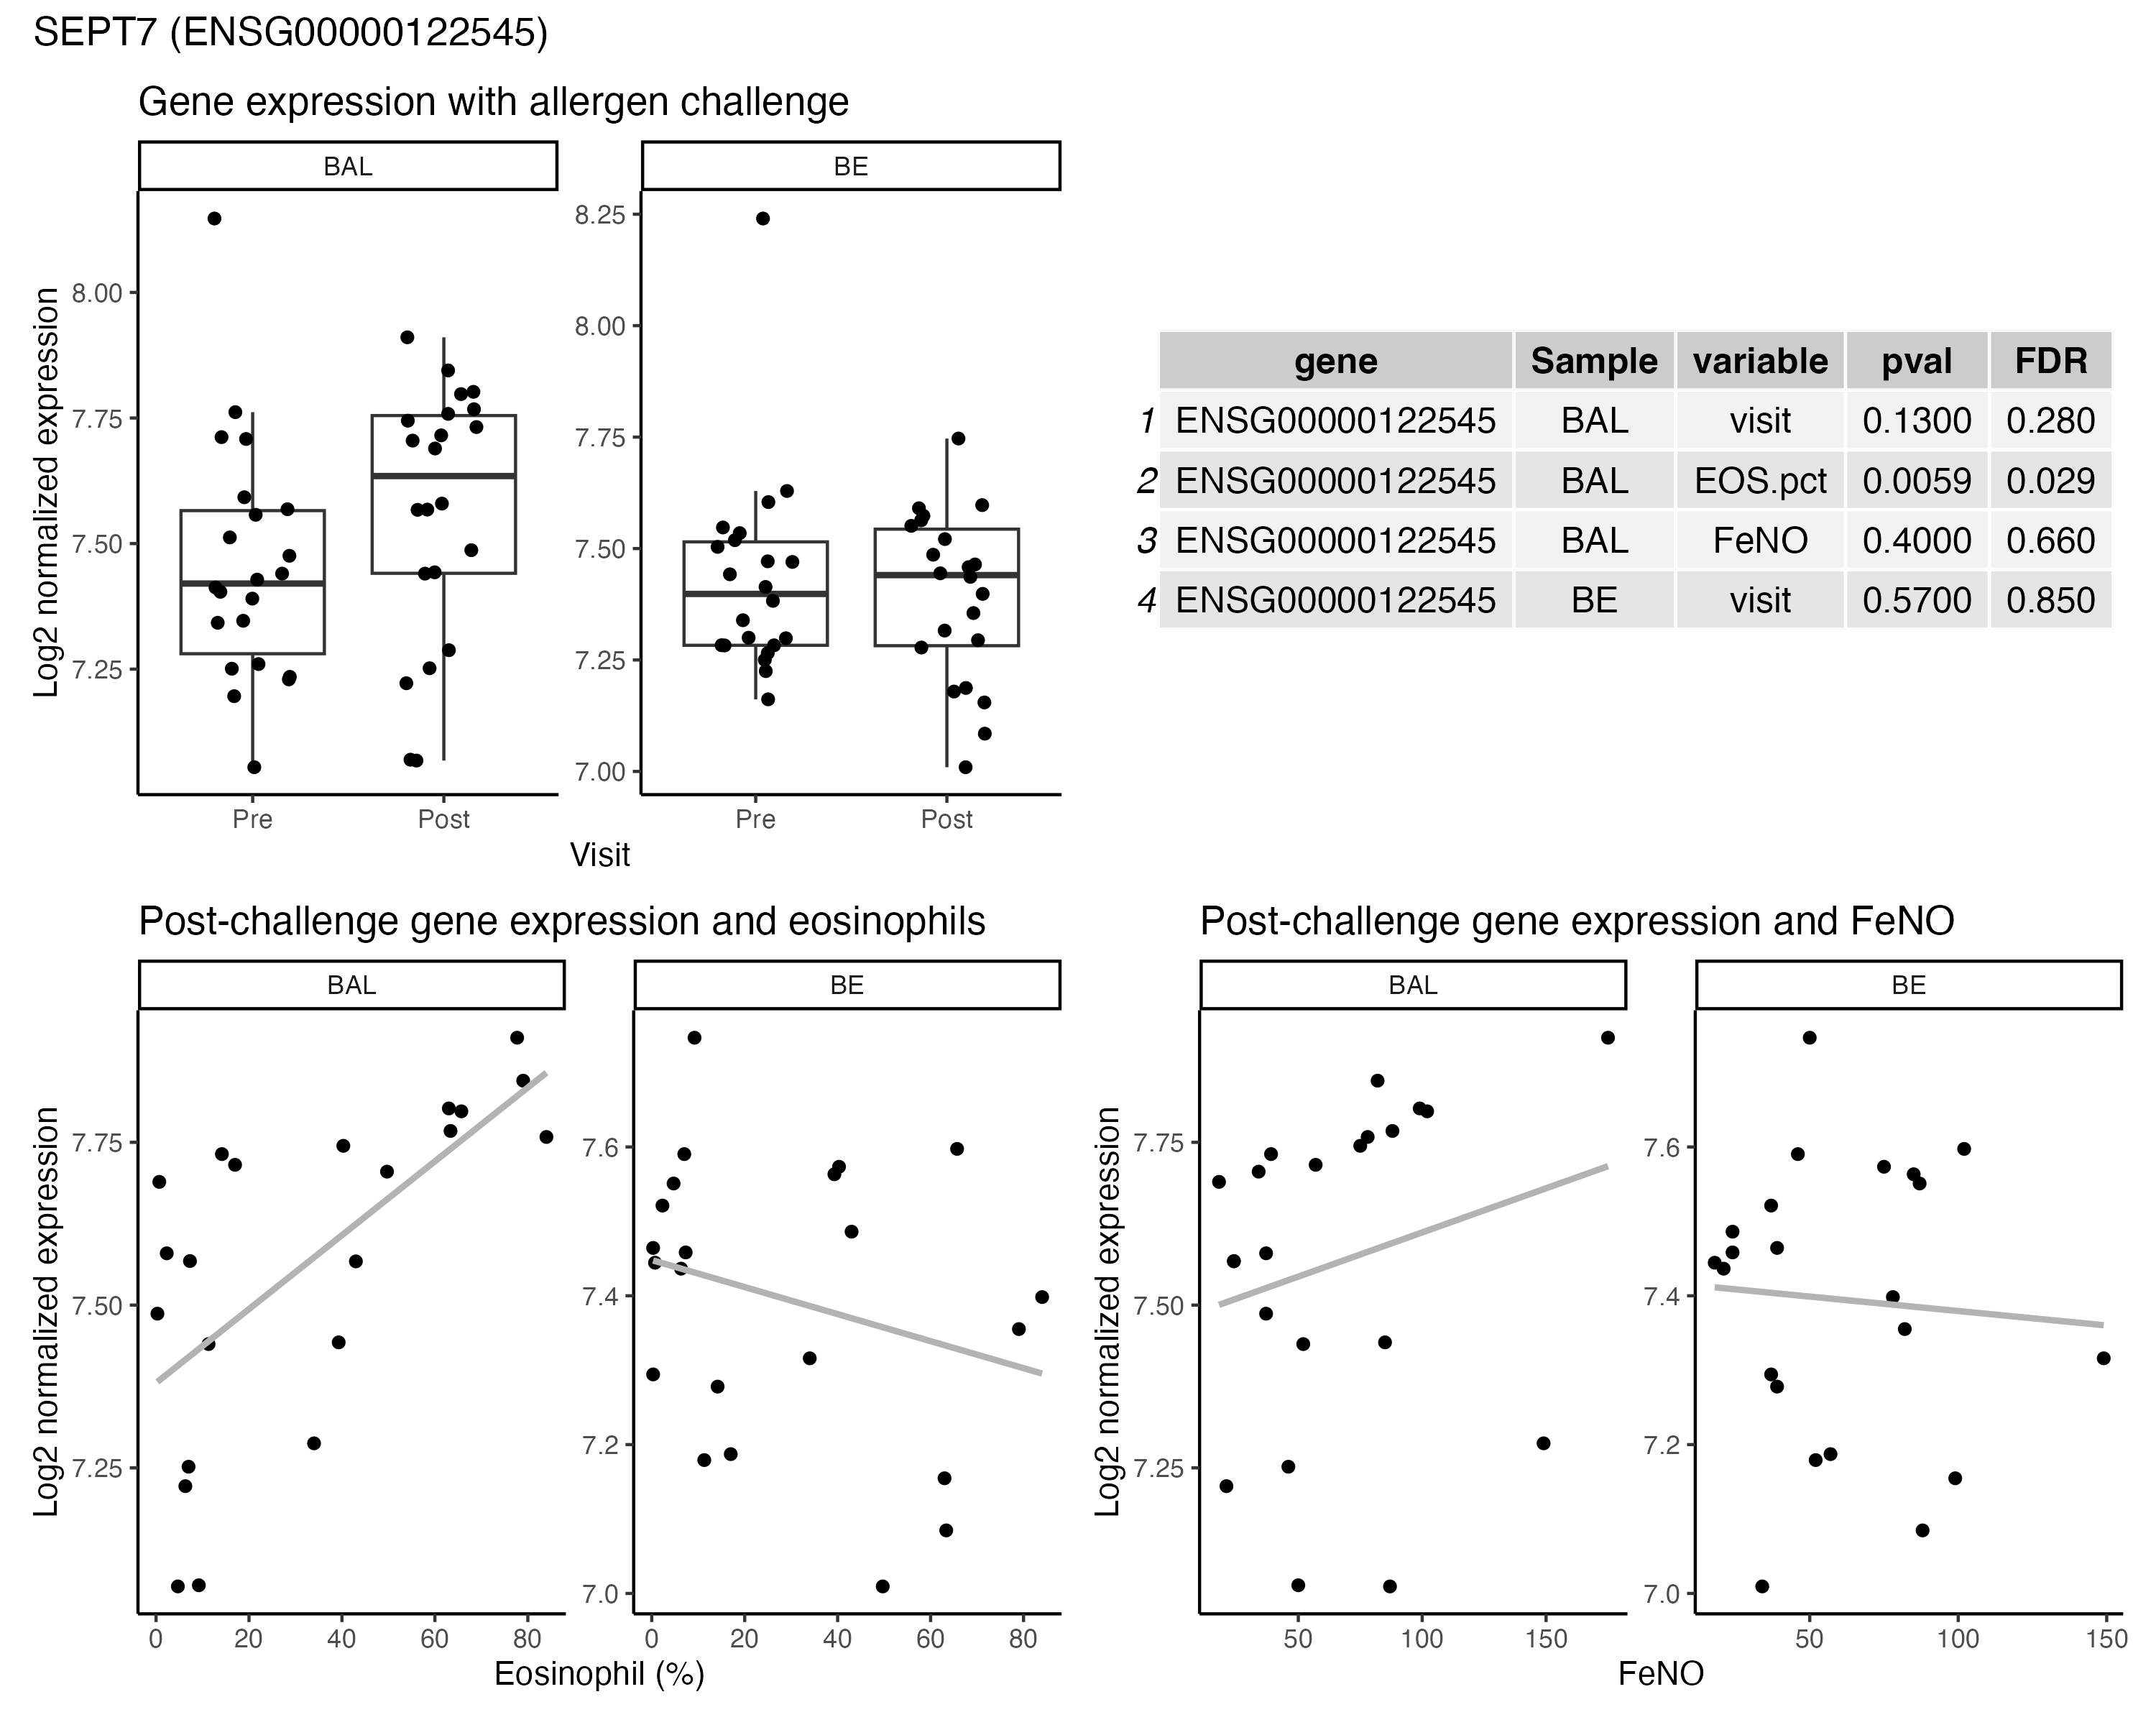 SEPT7 (ENSG00000122545)
Gene expression with allergen challenge
BAL
BE
Log2 normalized expression
8.00
7.75
7.50
7.25
8.25
8.00
7.75
7.50
7.25
7.00
Pre
Post
Pre
Post
Visit
gene Sample variable pval FDR
1 ENSG00000122545 BAL visit 0.1300 0.280
2 ENSG00000122545 BAL EOS.pct 0.0059 0.029
3 ENSG00000122545 BAL FeNO 0.4000 0.660
4 ENSG00000122545 BE visit 0.5700 0.850
Post-challenge gene expression and eosinophils
BAL
BE
Log2 normalized expression
7.75
7.50
7.25
7.6
7.4
7.2
7.0
0 20 40 60 80
0 20 40 60 80
Eosinophil (%)
Post-challenge gene expression and FeNO
BAL
BE
Log2 normalized expression
7.75
7.50
7.25
7.6
7.4
7.2
7.0
50 100 150
50 100 150
FeNO